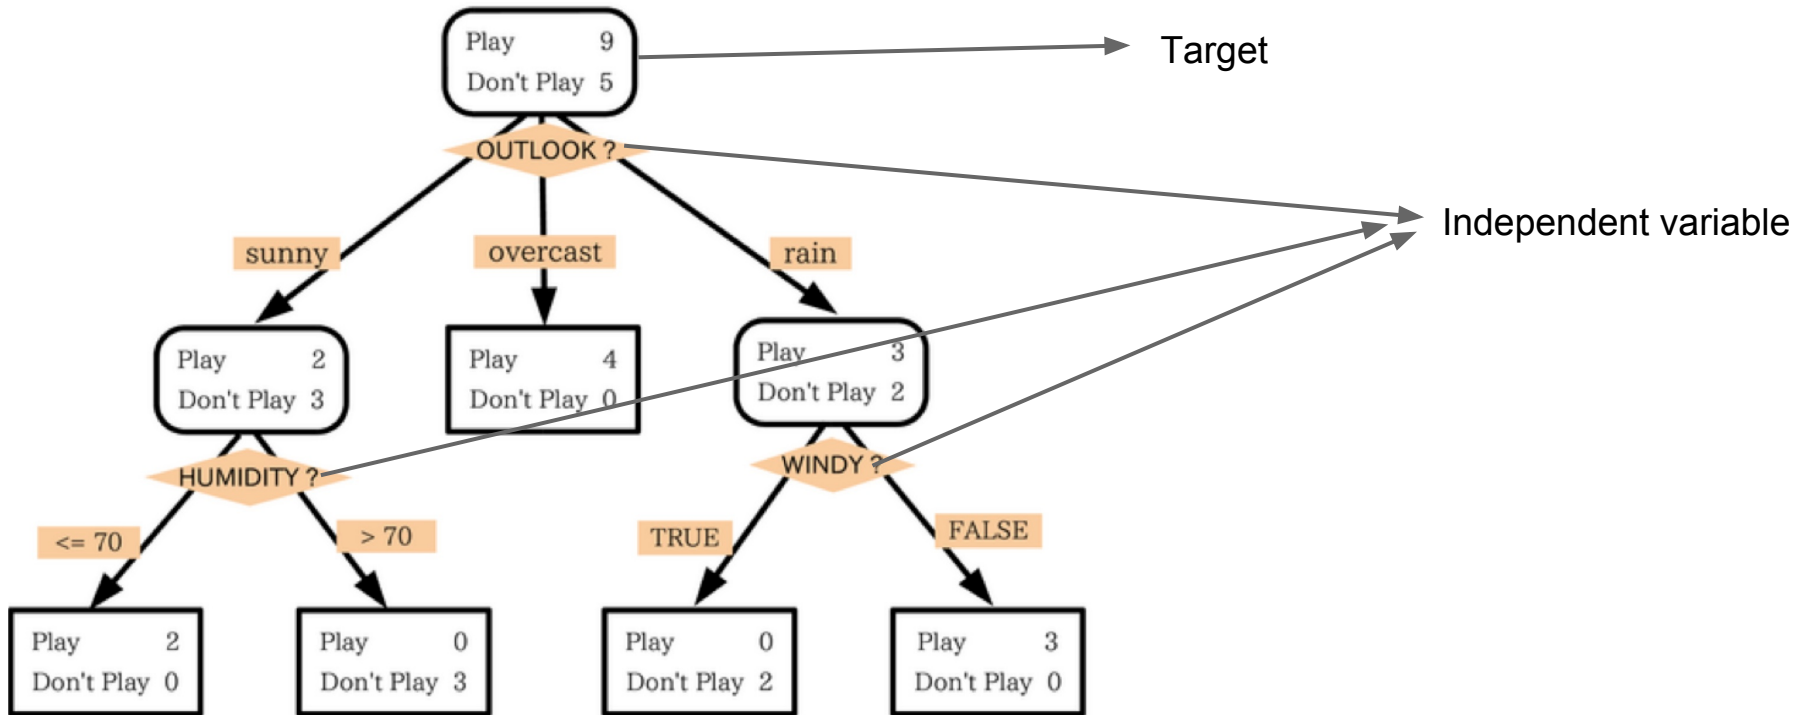 Play 9
Don't Play 5
Target
OUTLOOK ?
Independent variable
sunny
overcast
rain
Play 2
Don't Play 3
Play 4
Don't Play 0
Play 3
Don't Play 2
HUMIDITY ?
WINDY ?
<= 70
> 70
TRUE
FALSE
Play 2
Don't Play 0
Play 0
Don't Play 3
Play 0
Don't Play 2
Play 3
Don't Play 0